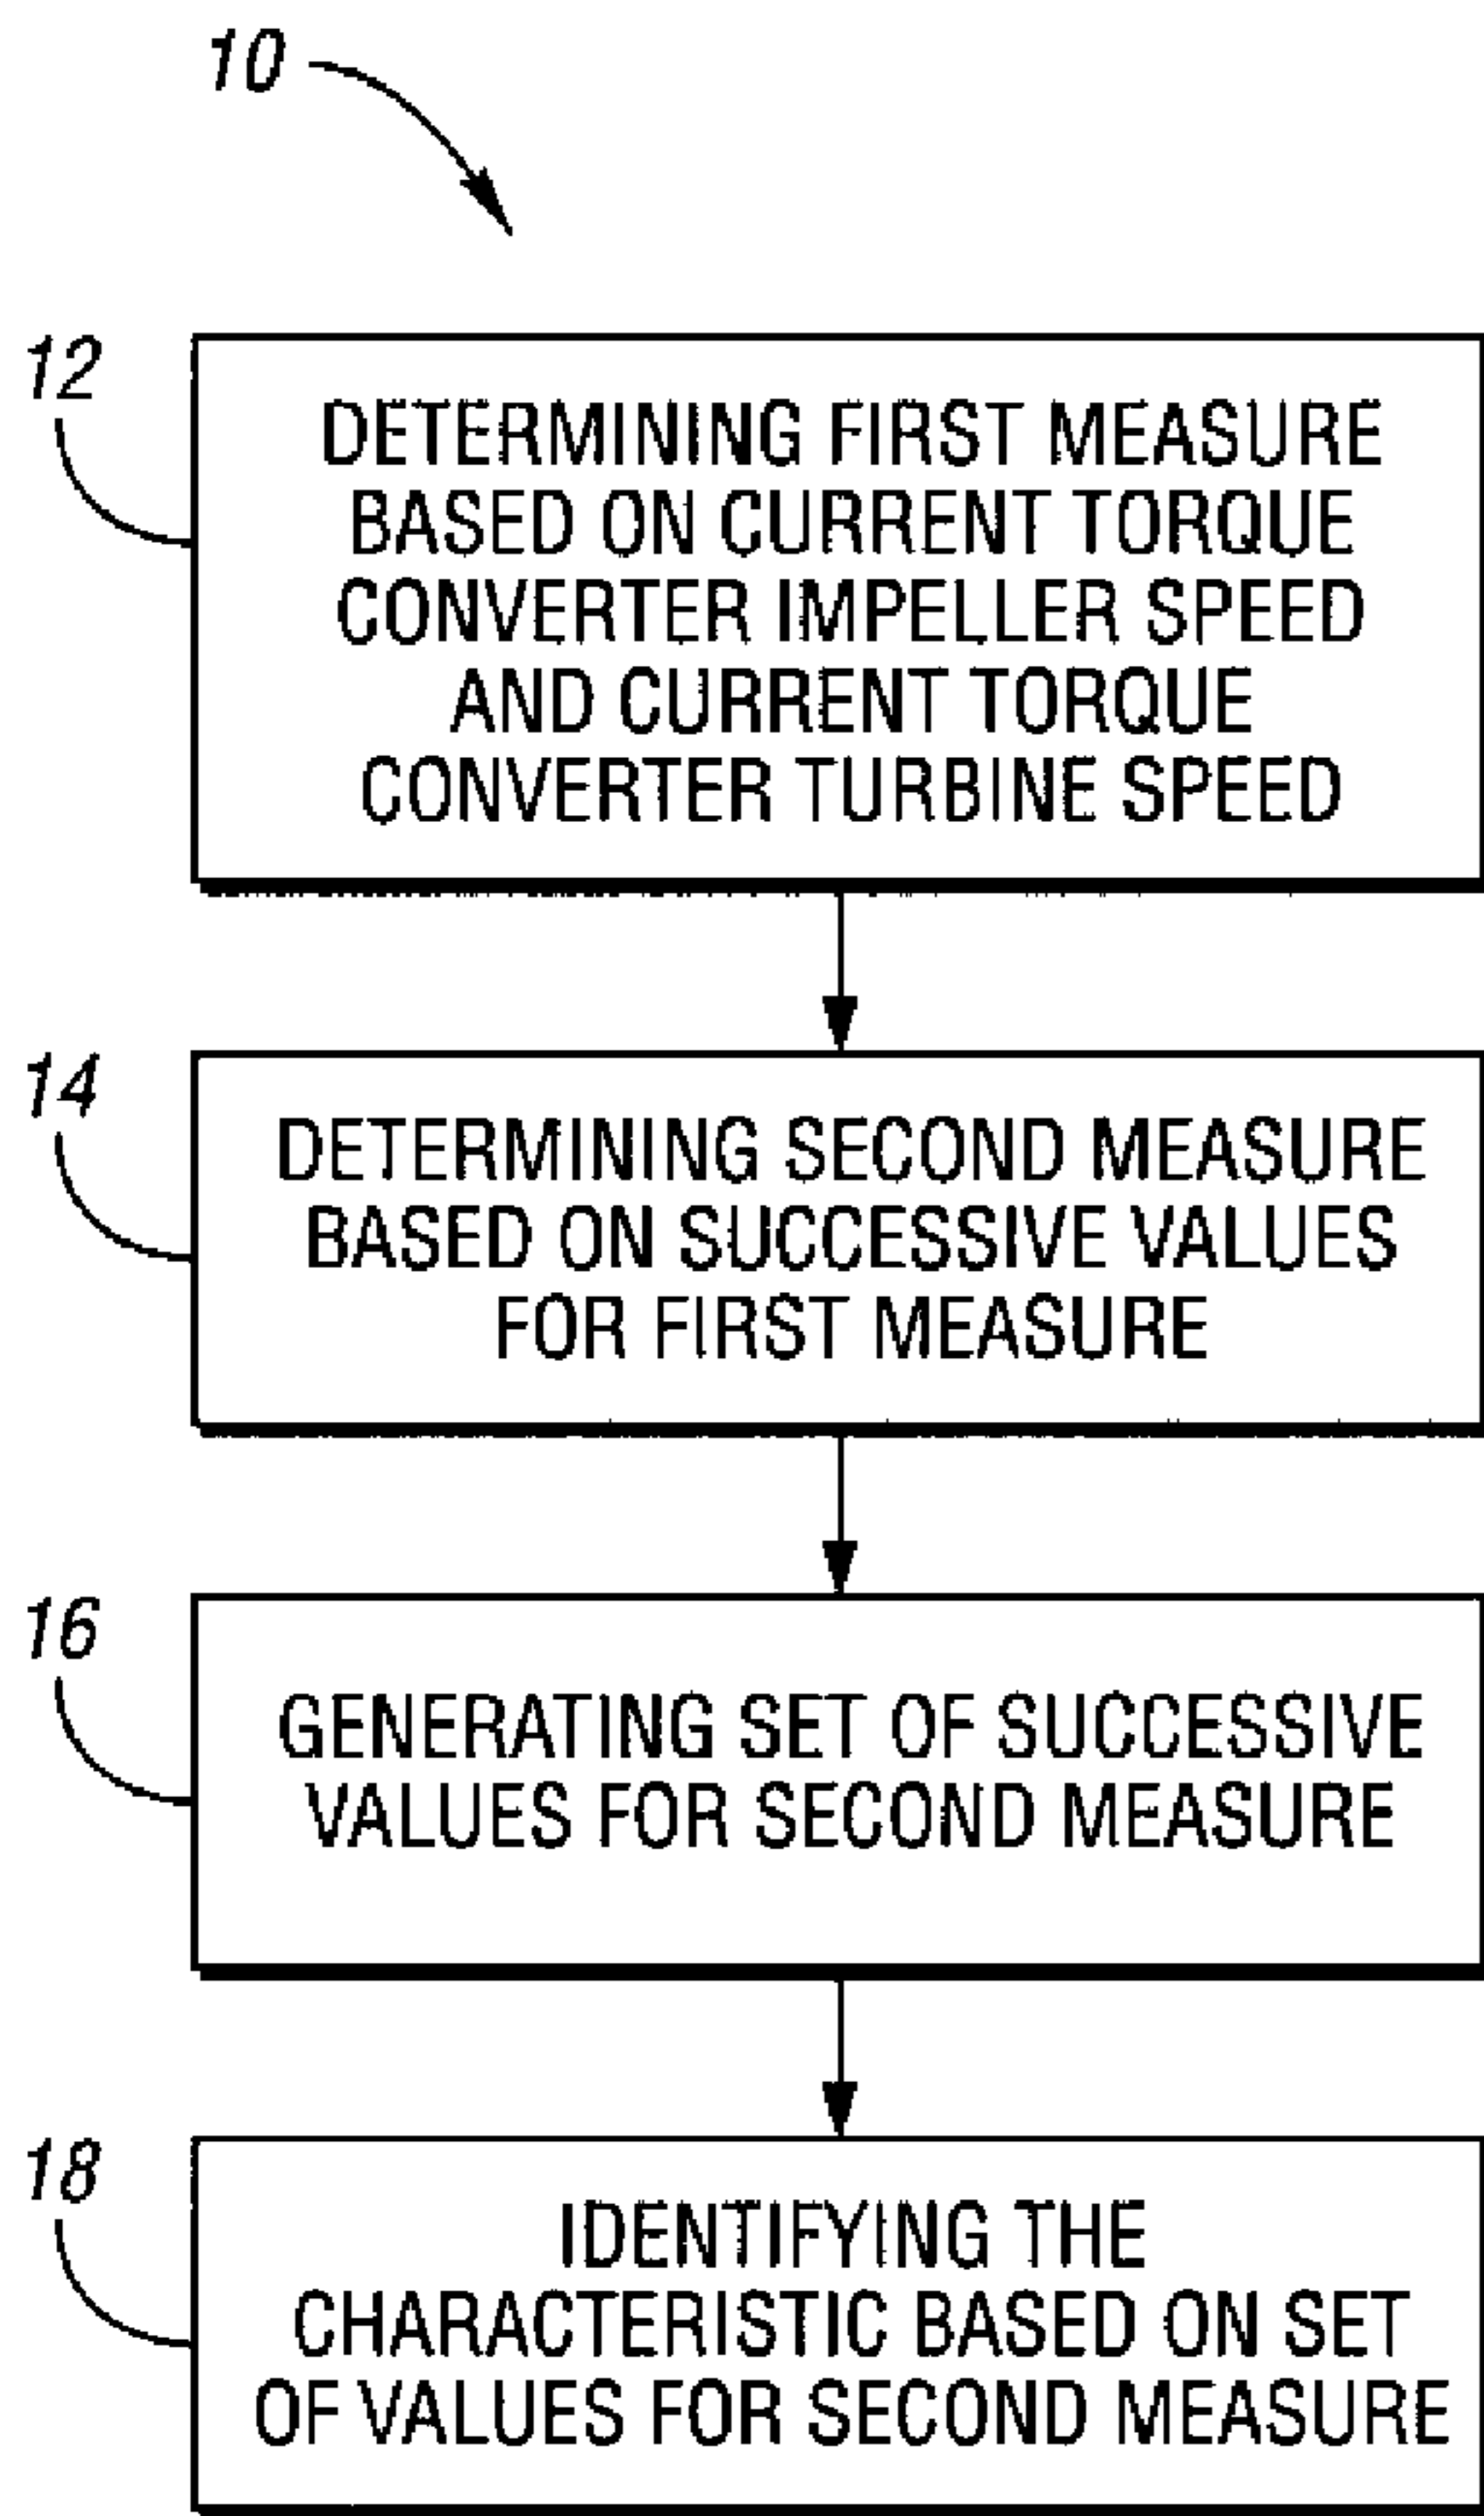 10
12
DETERMINING FIRST MEASURE
BASED ON CURRENT TORQUE
CONVERTER IMPELLER SPEED
AND CURRENT TORQUE
CONVERTER TURBINE SPEED
14
DETERMINING SECOND MEASURE
BASED ON SUCCESSIVE VALUES
FOR FIRST MEASURE
16
GENERATING SET OF SUCCESSIVE
VALUES FOR SECOND MEASURE
18
IDENTIFYING THE
CHARACTERISTIC BASED ON SET
OF VALUES FOR SECOND MEASURE